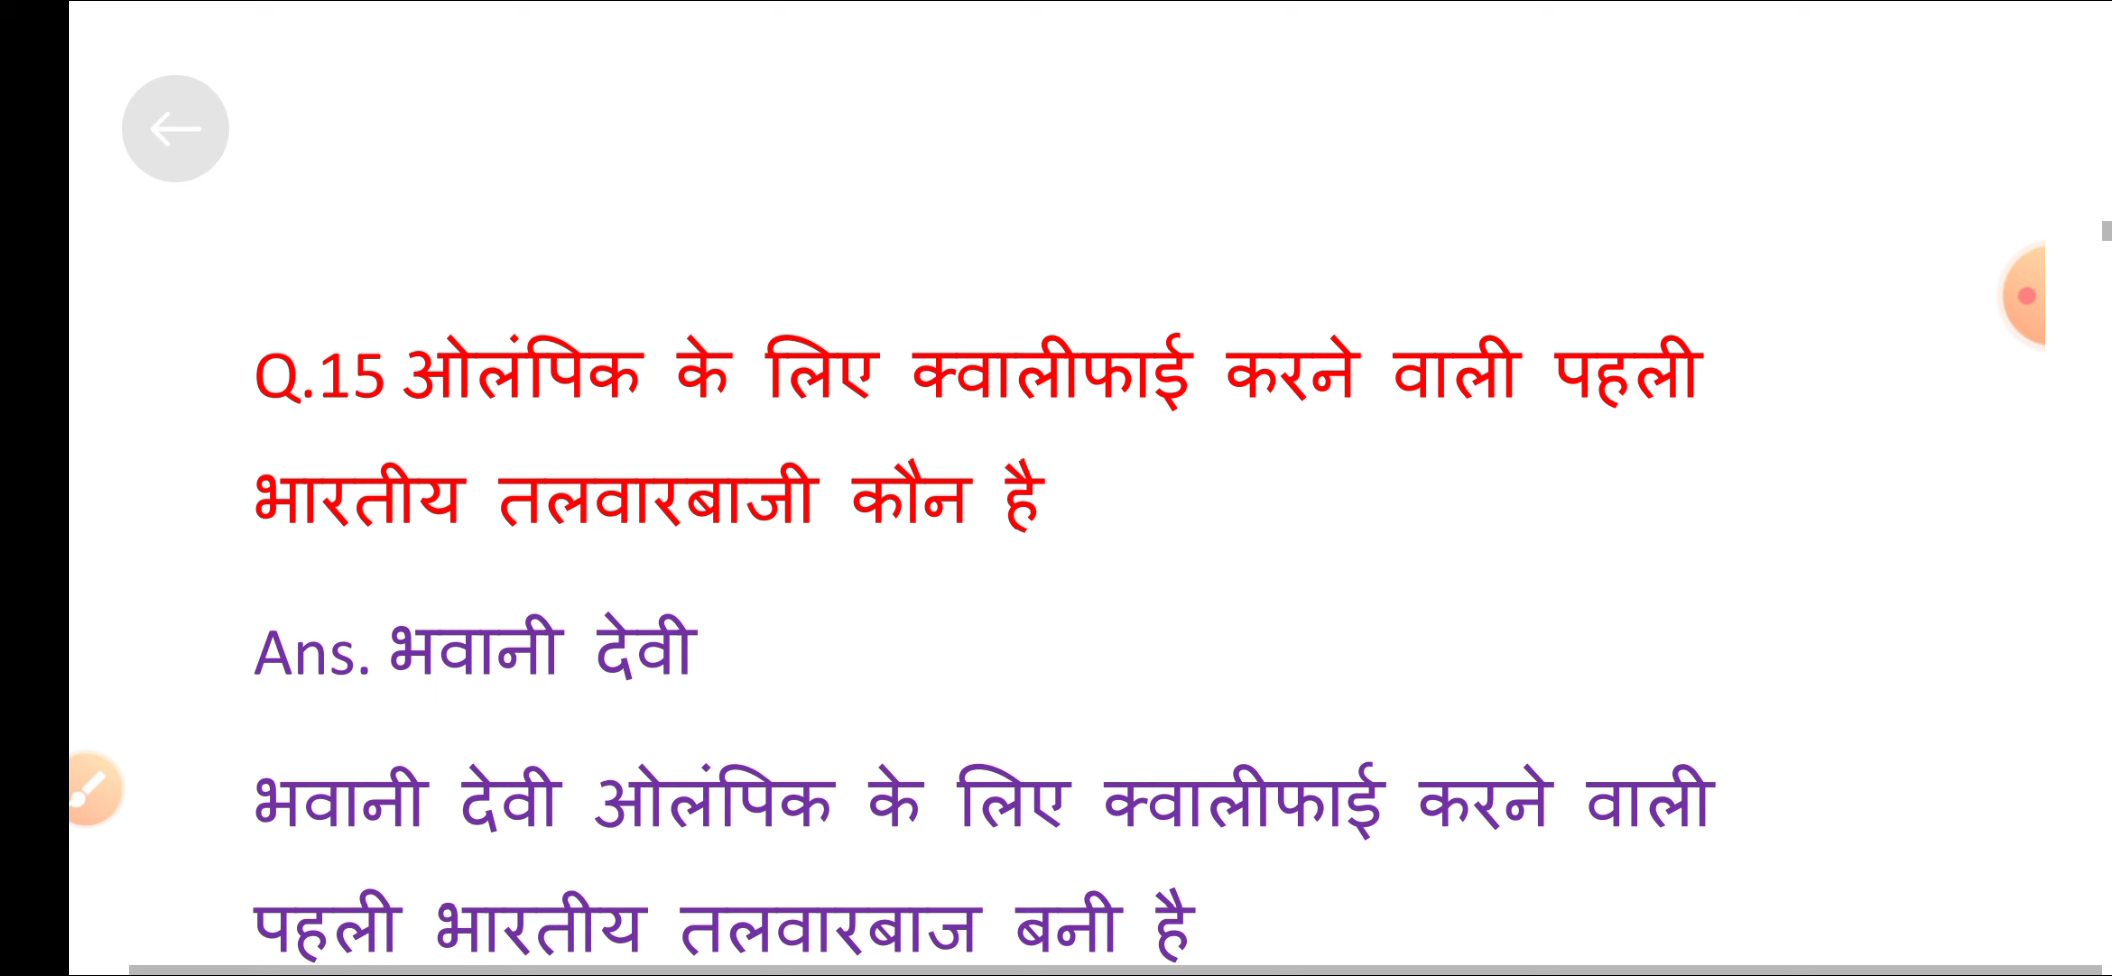 Q.15 ओलंपिक के लिए क्वालीफाई करने वाली पहली
भारतीय तलवारबाजी कौन है
Ans. भवानी देवी
भवानी देवी ओलंपिक के लिए क्वालीफाई करने वाली
पहली भारतीय तलवारबाज बनी है